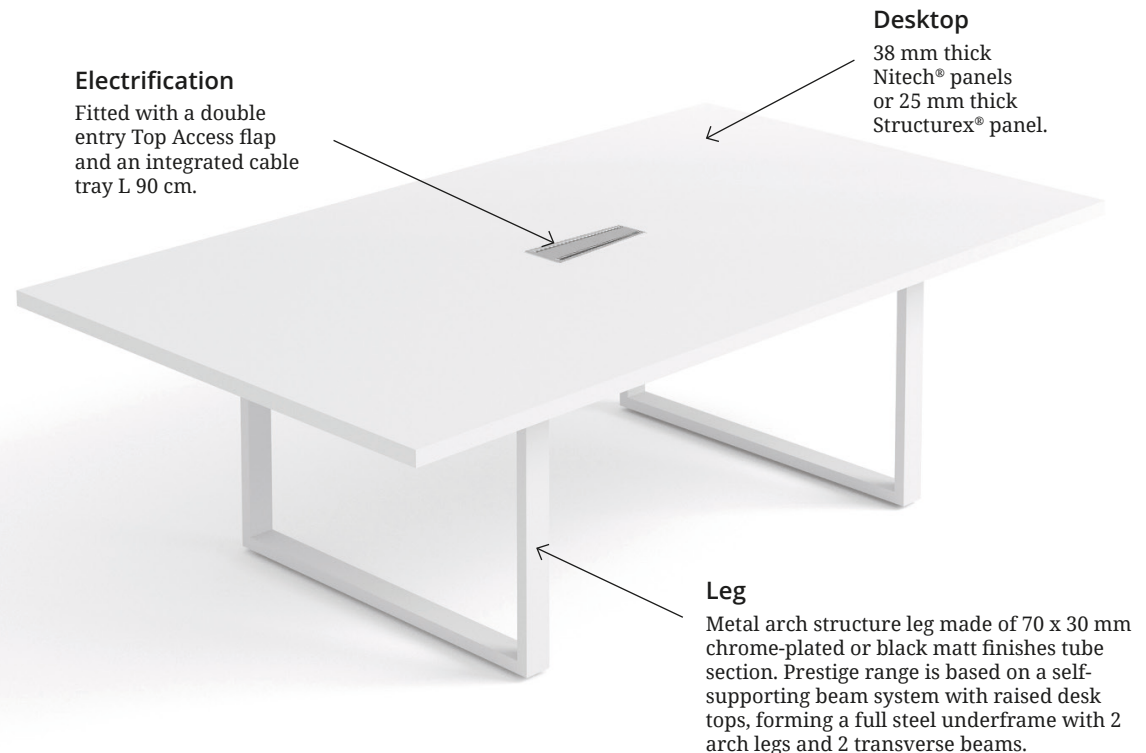 Desktop
38 mm thick
Nitech® panels
or 25 mm thick
Structurex® panel.
Electrification
Fitted with a double
entry Top Access flap
and an integrated cable
tray L 90 cm.
Leg
Metal arch structure leg made of 70 x 30 mm
chrome-plated or black matt finishes tube
section. Prestige range is based on a self-
supporting beam system with raised desk
tops, forming a full steel underframe with 2
arch legs and 2 transverse beams.